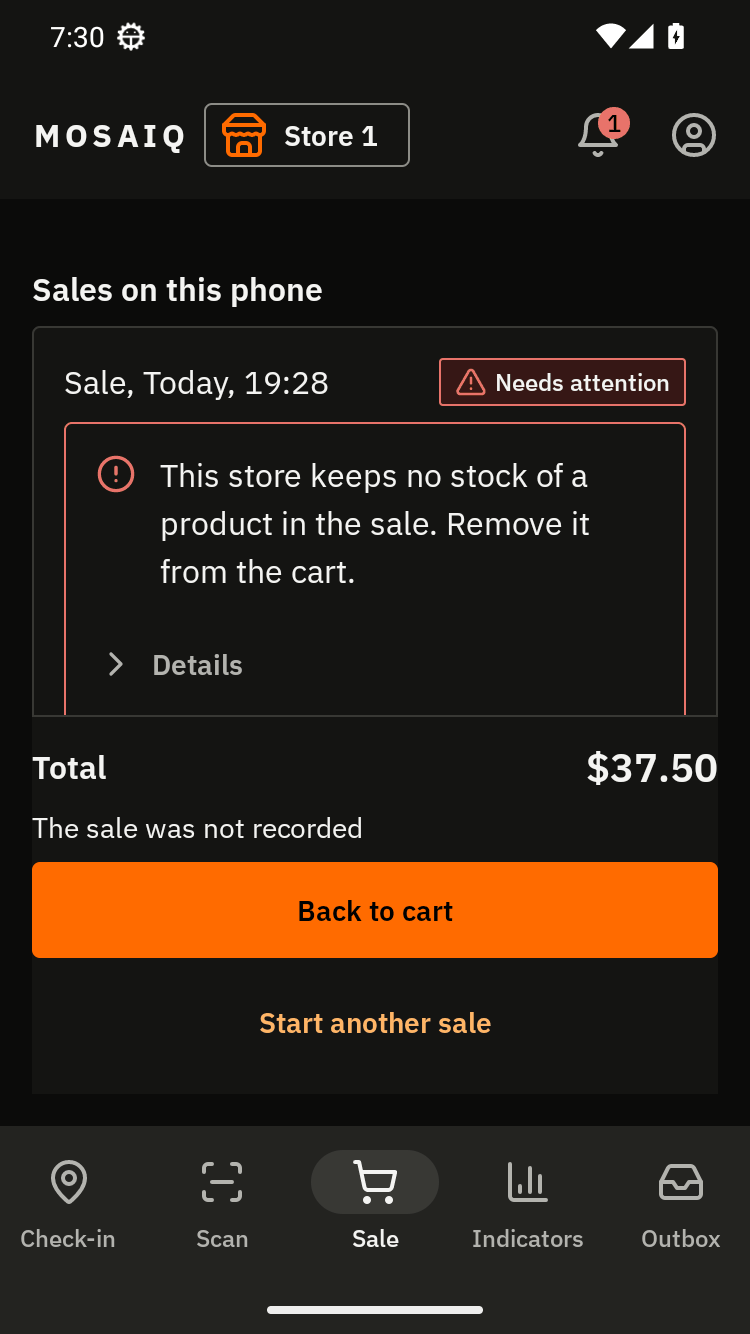 7:30
MOSAIQ
Store 1
1
Sales on this phone
Sale, Today, 19:28
Needs attention
This store keeps no stock of a
product in the sale. Remove it
from the cart.
Details
Total
$37.50
The sale was not recorded
Back to cart
Start another sale
Check-in
Scan
Sale
Indicators
Outbox